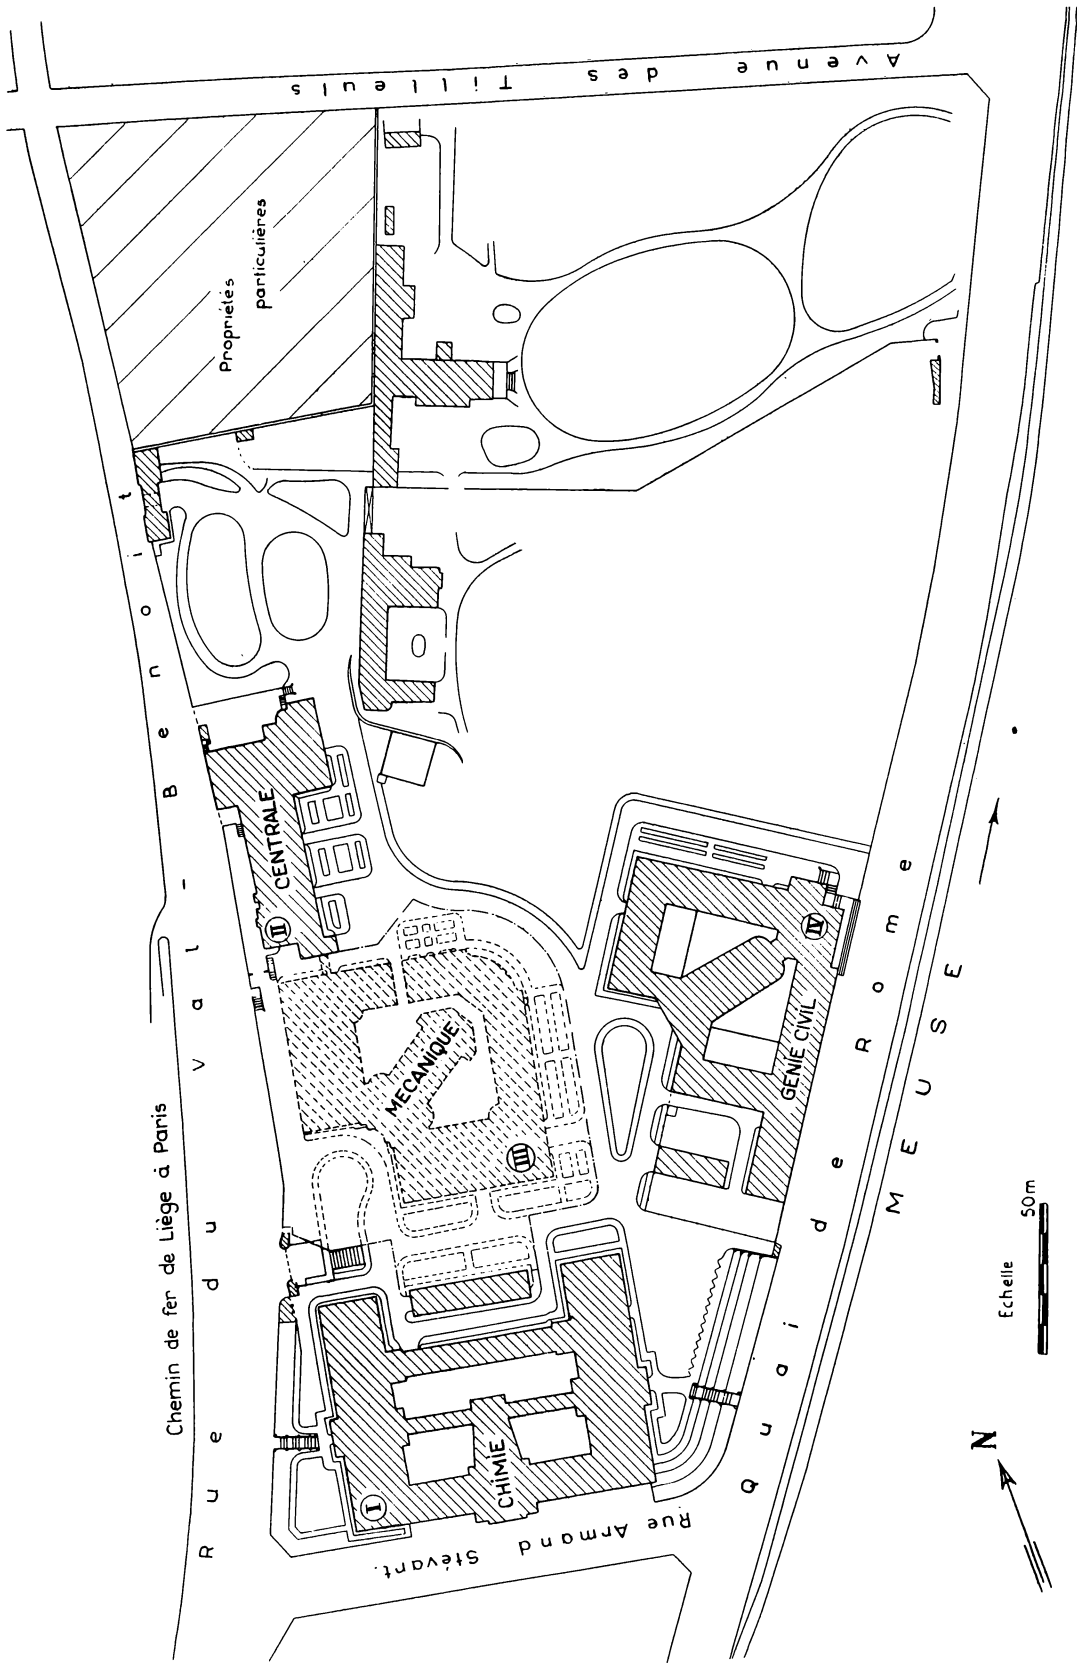 Avenue des Tilleuls
Propriétés
particulières
Rue du Val-Benoit
Chemin de fer de Liège à Paris
CENTRALE
II
MECANIQUE
III
GENIE CIVIL
IV
CHIMIE
I
Rue Armand Stévart.
Quai de Rome
MEUSE
Echelle
50m
N